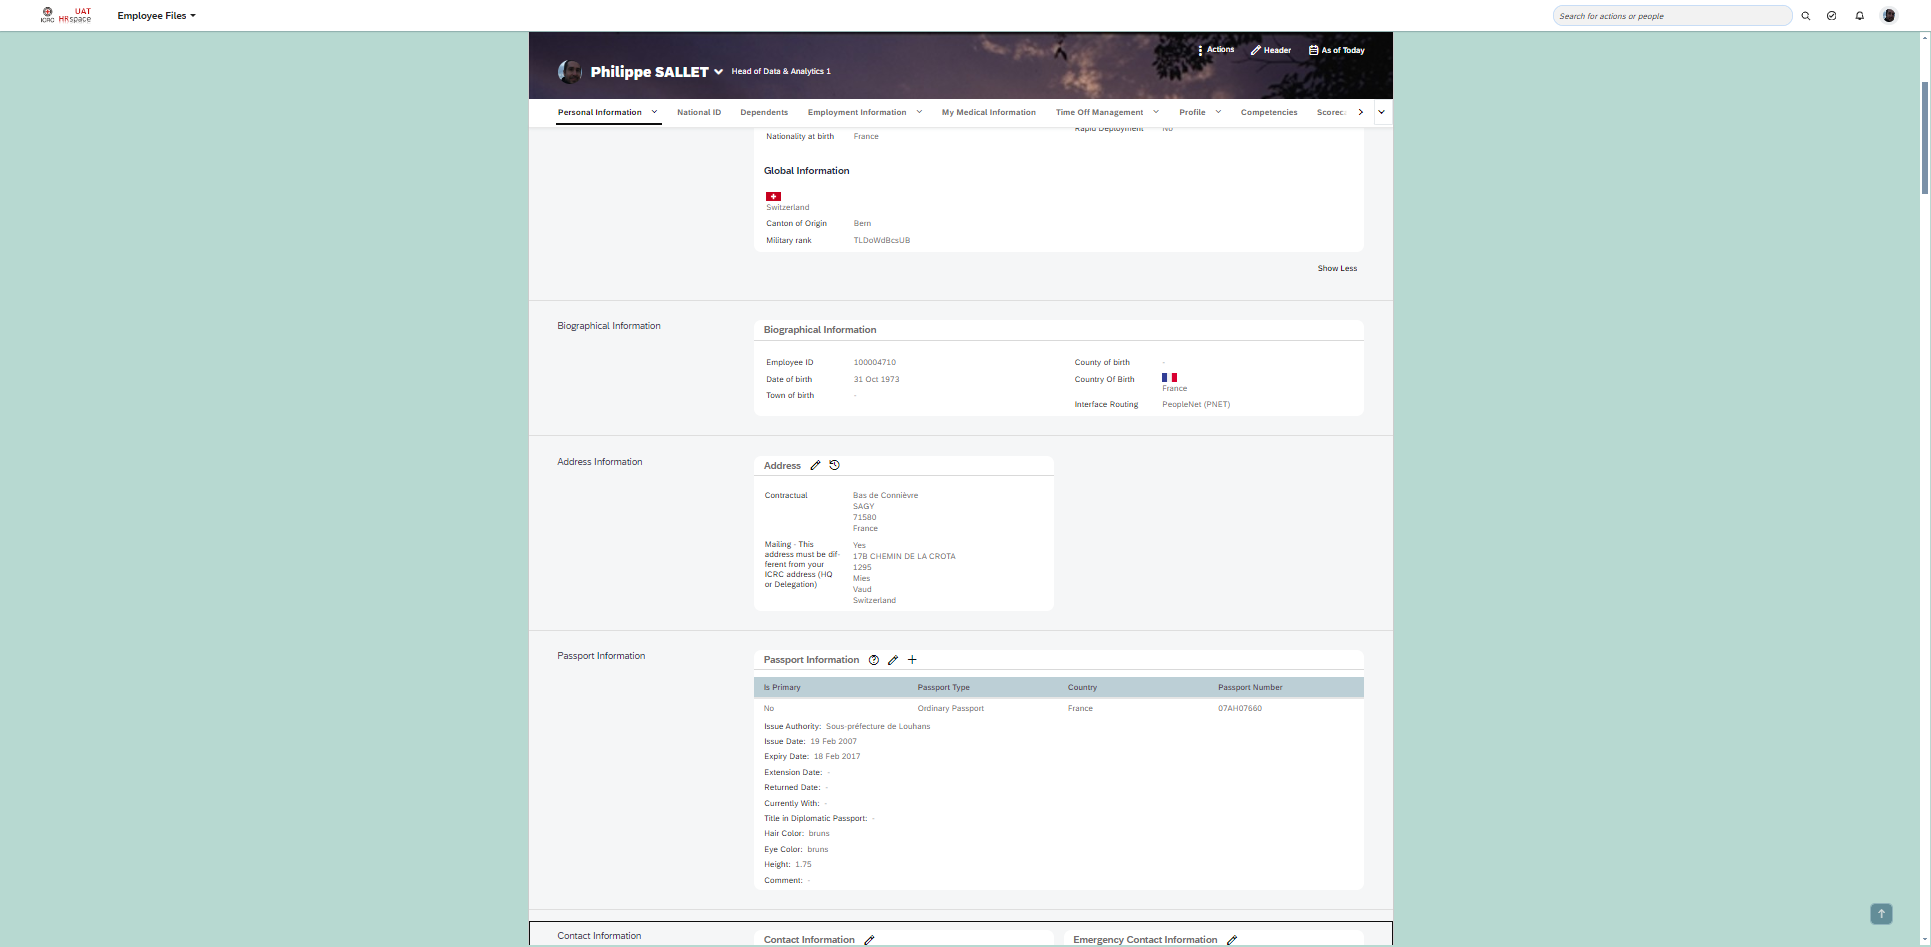 ICRC UAT HRspace Employee Files Search for actions or people
Actions Header As of Today
Philippe SALLET Head of Data & Analytics 1
Personal Information National ID Dependents Employment Information My Medical Information Time Off Management Profile Competencies Scorec
Nationality at birth France Rapid Deployment No
Global Information
Switzerland
Canton of Origin Bern
Military rank TLDoWdBcsUB
Show Less
Biographical Information
Biographical Information
Employee ID 100004710 County of birth -
Date of birth 31 Oct 1973 Country Of Birth
France
Town of birth -
Interface Routing PeopleNet (PNET)
Address Information
Address
Contractual Bas de Connièvre
SAGY
71580
France
Mailing - This address must be dif-
ferent from your
ICRC address (HQ
or Delegation)
Yes
17B CHEMIN DE LA CROTA
1295
Mies
Vaud
Switzerland
Passport Information
Passport Information
Is Primary Passport Type Country Passport Number
No Ordinary Passport France 07AH07660
Issue Authority: Sous-préfecture de Louhans
Issue Date: 19 Feb 2007
Expiry Date: 18 Feb 2017
Extension Date: -
Returned Date: -
Currently With: -
Title in Diplomatic Passport: -
Hair Color: bruns
Eye Color: bruns
Height: 1.75
Comment: -
Contact Information
Contact Information Emergency Contact Information